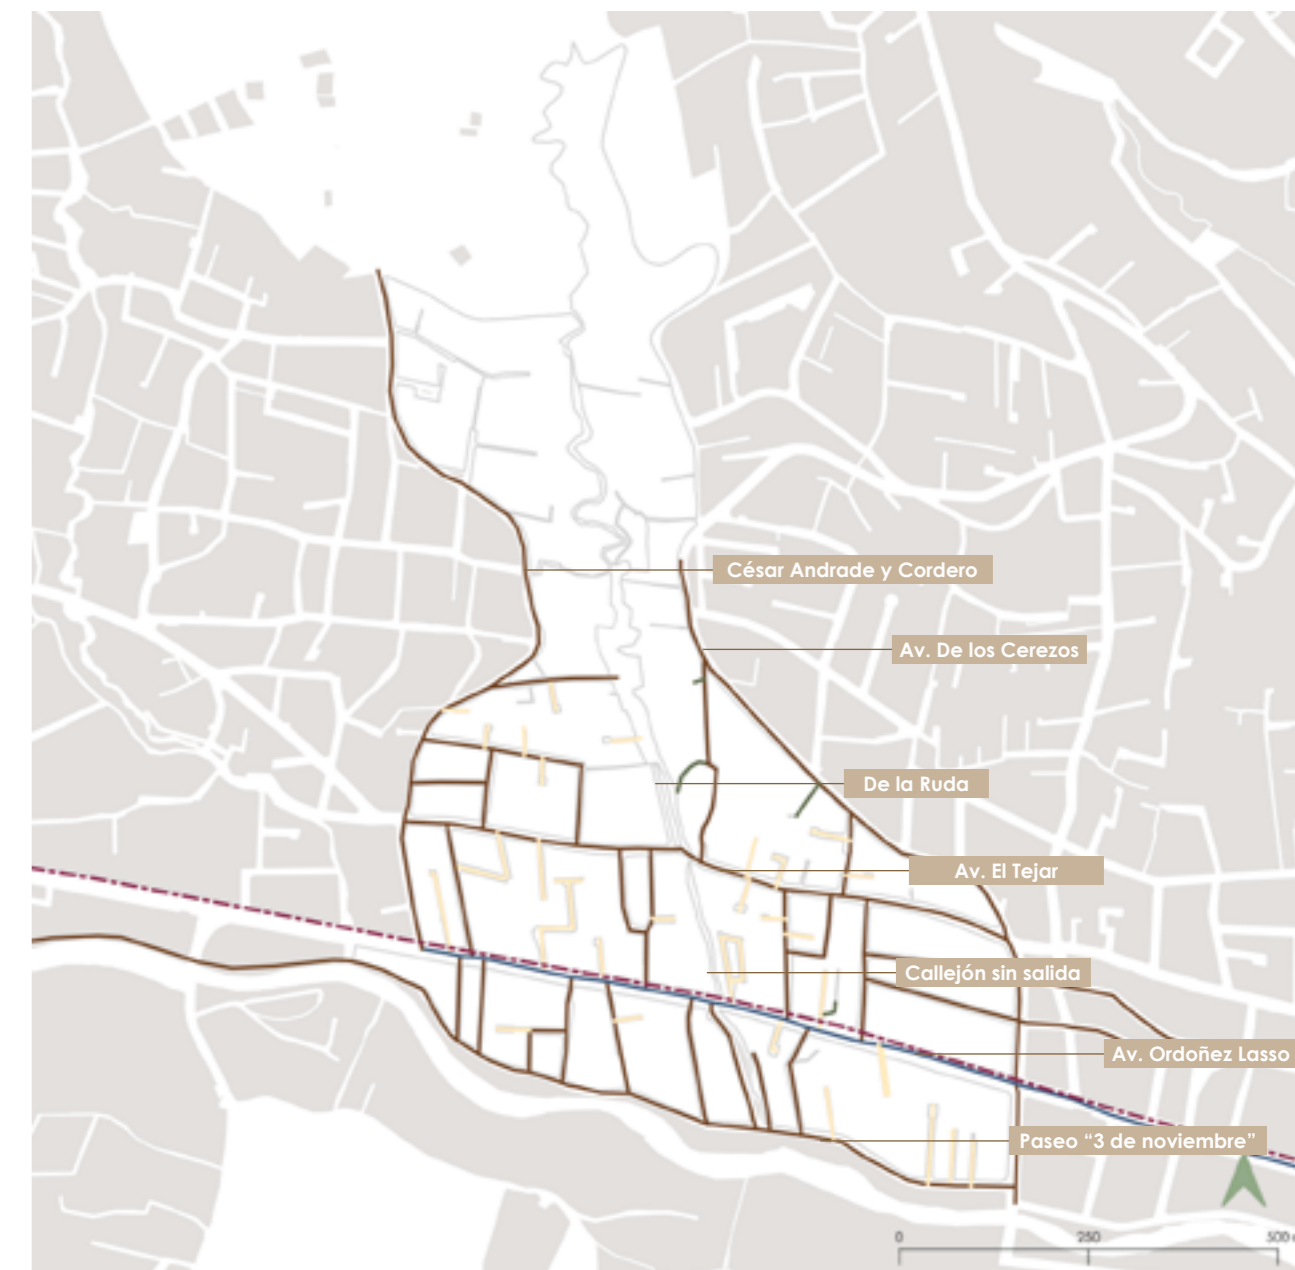 César Andrade y Cordero
Av. De los Cerezos
De la Ruda
Av. El Tejar
Callejón sin salida
Av. Ordoñez Lasso
Paseo “3 de noviembre”
0 250 500